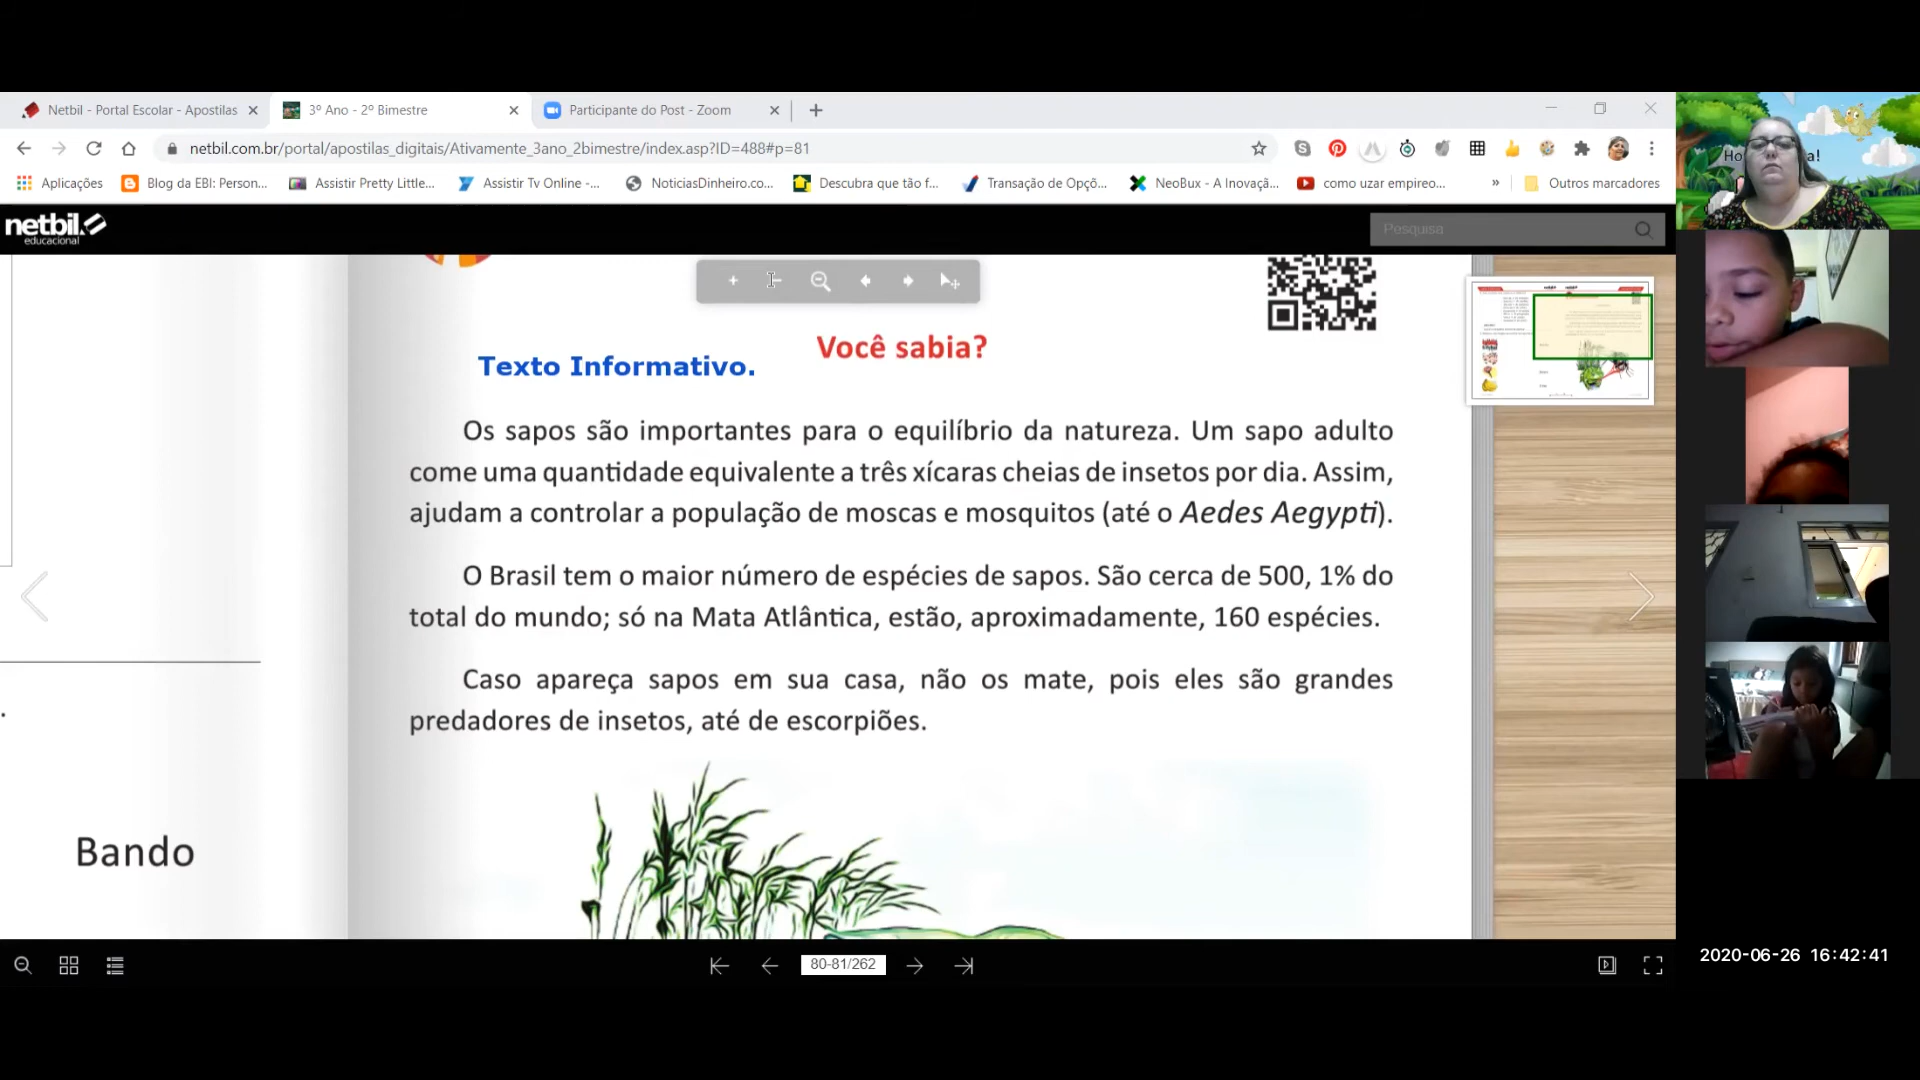 Netbil - Portal Escolar - Apostilas
3º Ano - 2º Bimestre
Participante do Post - Zoom
netbil.com.br/portal/apostilas_digitais/Ativamente_3ano_2bimestre/index.asp?ID=488#p=81
Aplicações
Blog da EBI: Person...
Assistir Pretty Little...
Assistir Tv Online -...
NoticiasDinheiro.co...
Descubra que tão f...
Transação de Opçõ...
NeoBux - A Inovaçã...
como uzar empireo...
»
Outros marcadores
netbil
educacional
Pesquisa
Você sabia?
Texto Informativo.
Os sapos são importantes para o equilíbrio da natureza. Um sapo adulto
come uma quantidade equivalente a três xícaras cheias de insetos por dia. Assim,
ajudam a controlar a população de moscas e mosquitos (até o Aedes Aegypti).
O Brasil tem o maior número de espécies de sapos. São cerca de 500, 1% do
total do mundo; só na Mata Atlântica, estão, aproximadamente, 160 espécies.
Caso apareça sapos em sua casa, não os mate, pois eles são grandes
predadores de insetos, até de escorpiões.
.
Bando
80-81/262
2020-06-26 16:42:41